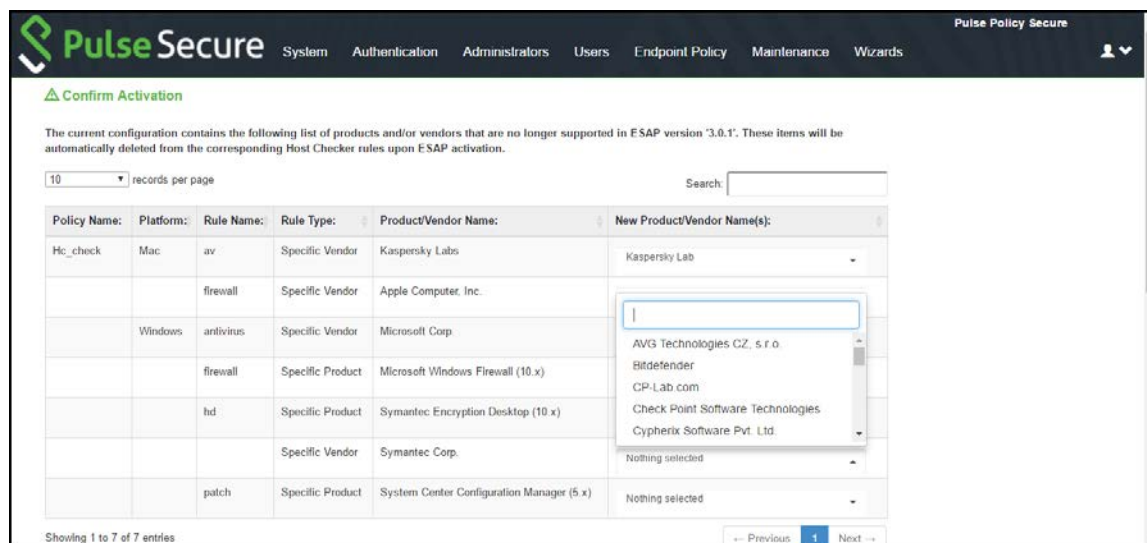 Pulse Policy Secure
Pulse Secure
System Authentication Administrators Users Endpoint Policy Maintenance Wizards
Confirm Activation
The current configuration contains the following list of products and/or vendors that are no longer supported in ESAP version '3.0.1'. These items will be
automatically deleted from the corresponding Host Checker rules upon ESAP activation.
10 records per page Search:
Policy Name: Platform: Rule Name: Rule Type: Product/Vendor Name: New Product/Vendor Name(s):
Hc_check Mac av Specific Vendor Kaspersky Labs Kaspersky Lab
firewall Specific Vendor Apple Computer, Inc.
Windows antivirus Specific Vendor Microsoft Corp.
firewall Specific Product Microsoft Windows Firewall (10.x)
hd Specific Product Symantec Encryption Desktop (10.x)
AVG Technologies CZ, s.r.o.
Bitdefender
CP-Lab.com
Check Point Software Technologies
Cypherix Software Pvt. Ltd.
Specific Vendor Symantec Corp. Nothing selected
patch Specific Product System Center Configuration Manager (5.x) Nothing selected
Showing 1 to 7 of 7 entries ← Previous 1 Next →